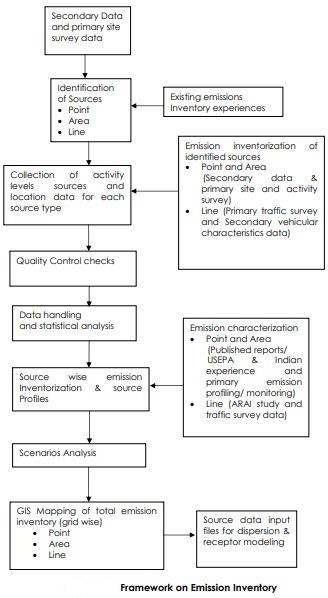 Secondary Data
and primary site
survey data
Identification
of Sources
• Point
• Area
• Line
Existing emissions
Inventory experiences
Emission inventorization of
identified sources
• Point and Area
(Secondary data &
primary site and activity
survey)
• Line (Primary traffic survey
and Secondary vehicular
characteristics data)
Collection of activity
levels sources and
location data for each
source type
Quality Control checks
Data handling
and statistical analysis
Emission characterization
• Point and Area
(Published reports/
USEPA & Indian
experience and
primary emission
profiling/ monitoring)
• Line (ARAI study and
traffic survey data)
Source wise emission
Inventorization & source
Profiles
Scenarios Analysis
GIS Mapping of total emission
inventory (grid wise)
• Point
• Area
• Line
Source data input
files for dispersion &
receptor modeling
Framework on Emission Inventory